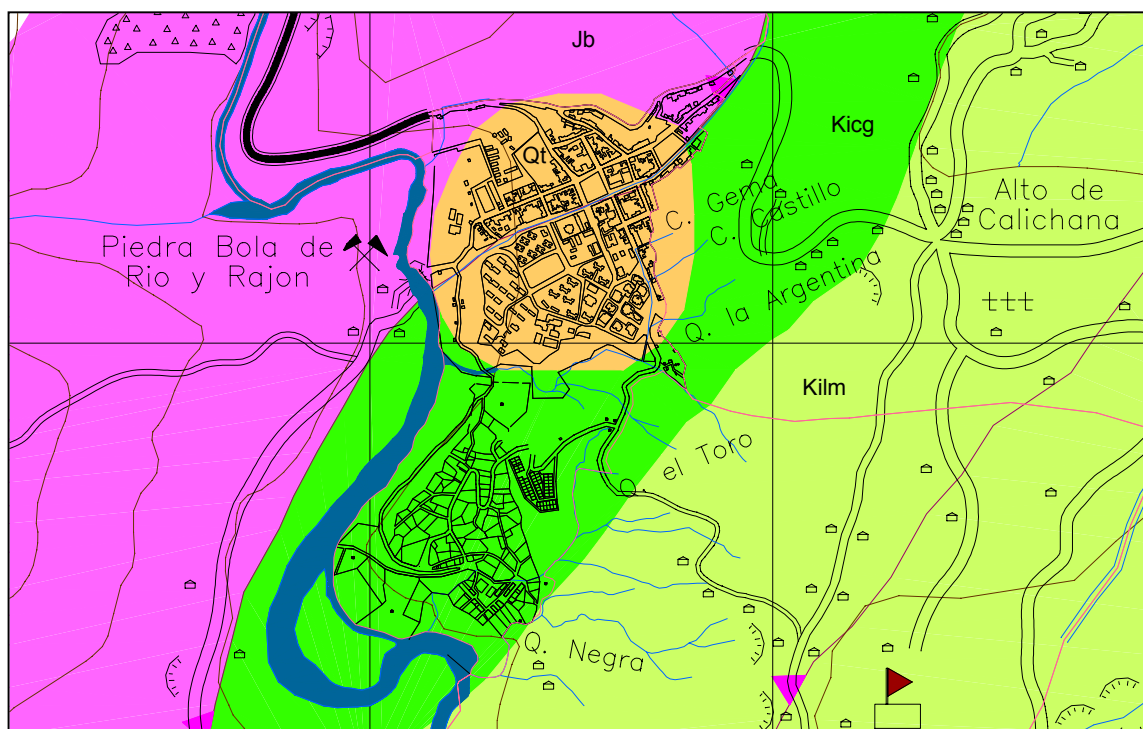 Jb
Kicg
Qt
Alto de
Calichana
C. Gema
C. Castillo
Piedra Bola de
Rio y Rajon
Q. la Argentina
ttt
Kilm
Q. el Toro
Q. Negra